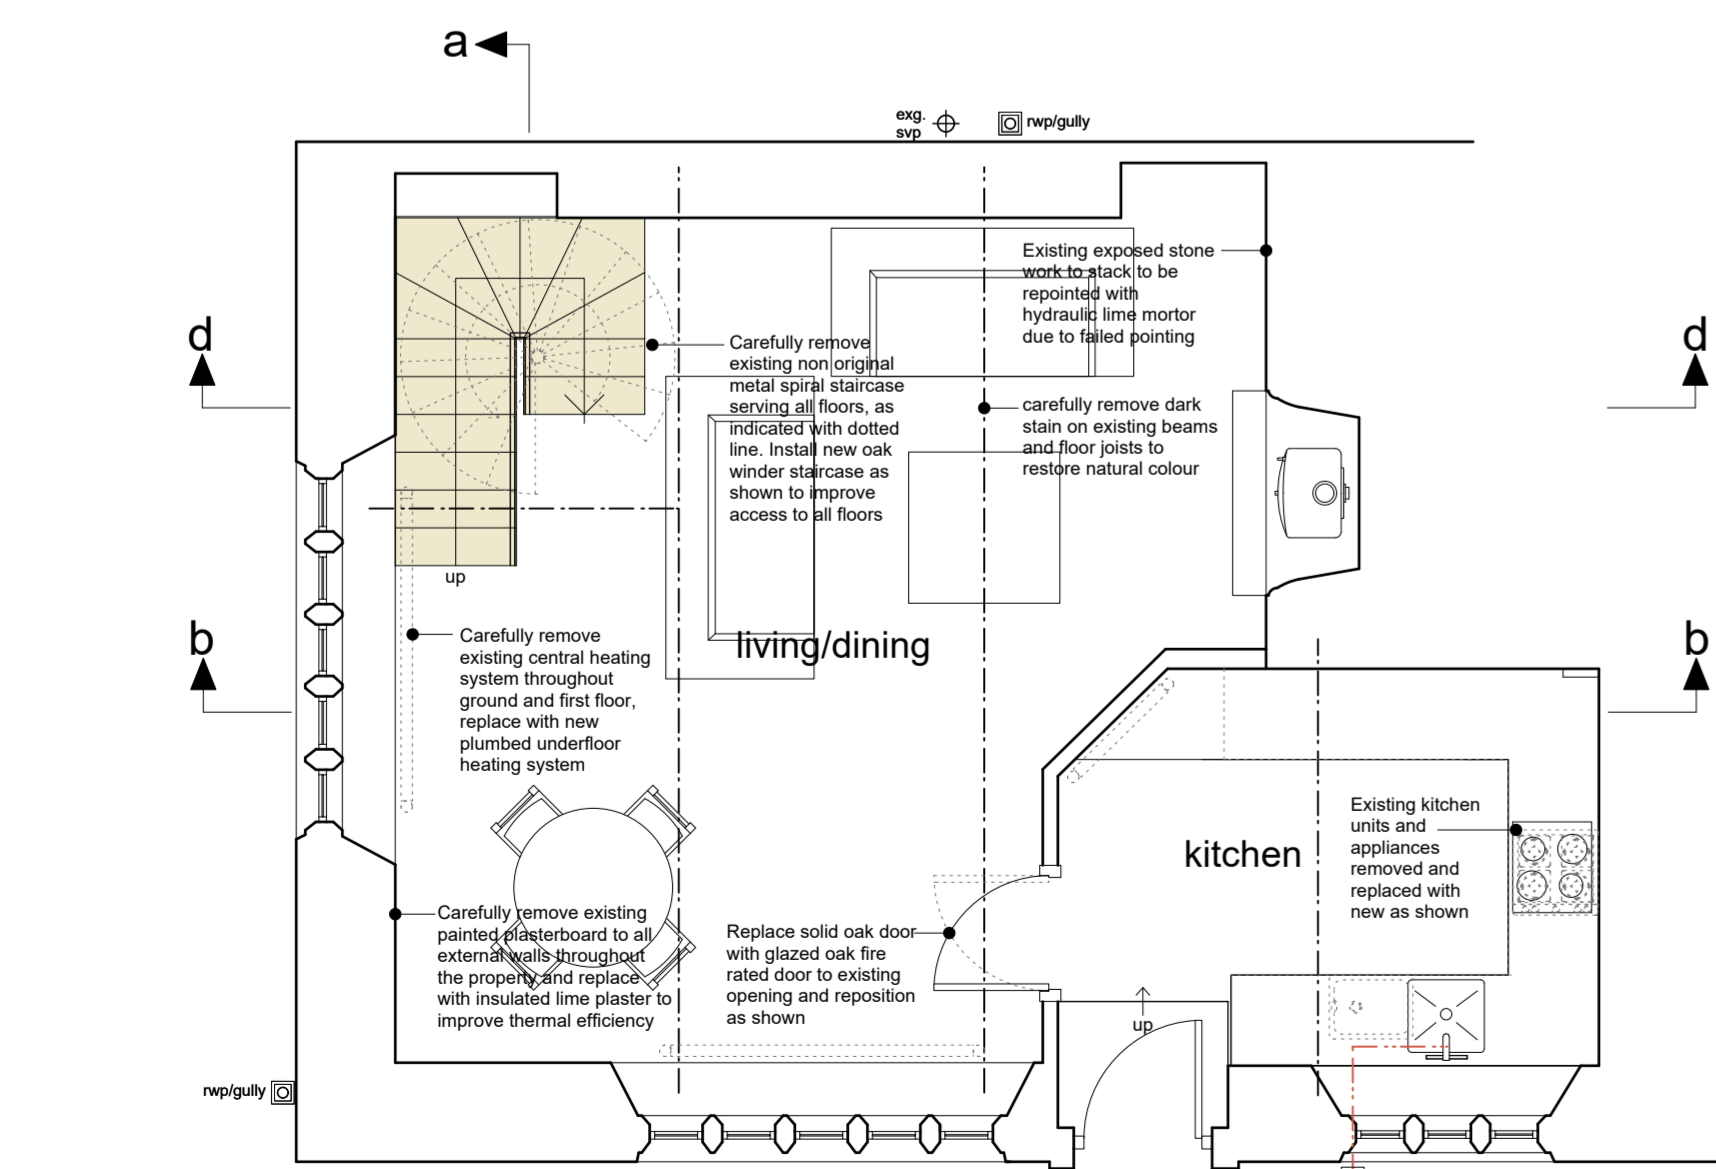 a
exg.
svp
rwp/gully
Existing exposed stone
work to stack to be
repointed with
hydraulic lime mortor
due to failed pointing
d
d
Carefully remove
existing non original
metal spiral staircase
serving all floors, as
indicated with dotted
line. Install new oak
winder staircase as
shown to improve
access to all floors
carefully remove dark
stain on existing beams
and floor joists to
restore natural colour
up
b
b
Carefully remove
existing central heating
system throughout
ground and first floor,
replace with new
plumbed underfloor
heating system
living/dining
kitchen
Existing kitchen
units and
appliances
removed and
replaced with
new as shown
Carefully remove existing
painted plasterboard to all
external walls throughout
the property and replace
with insulated lime plaster to
improve thermal efficiency
Replace solid oak door
with glazed oak fire
rated door to existing
opening and reposition
as shown
up
rwp/gully